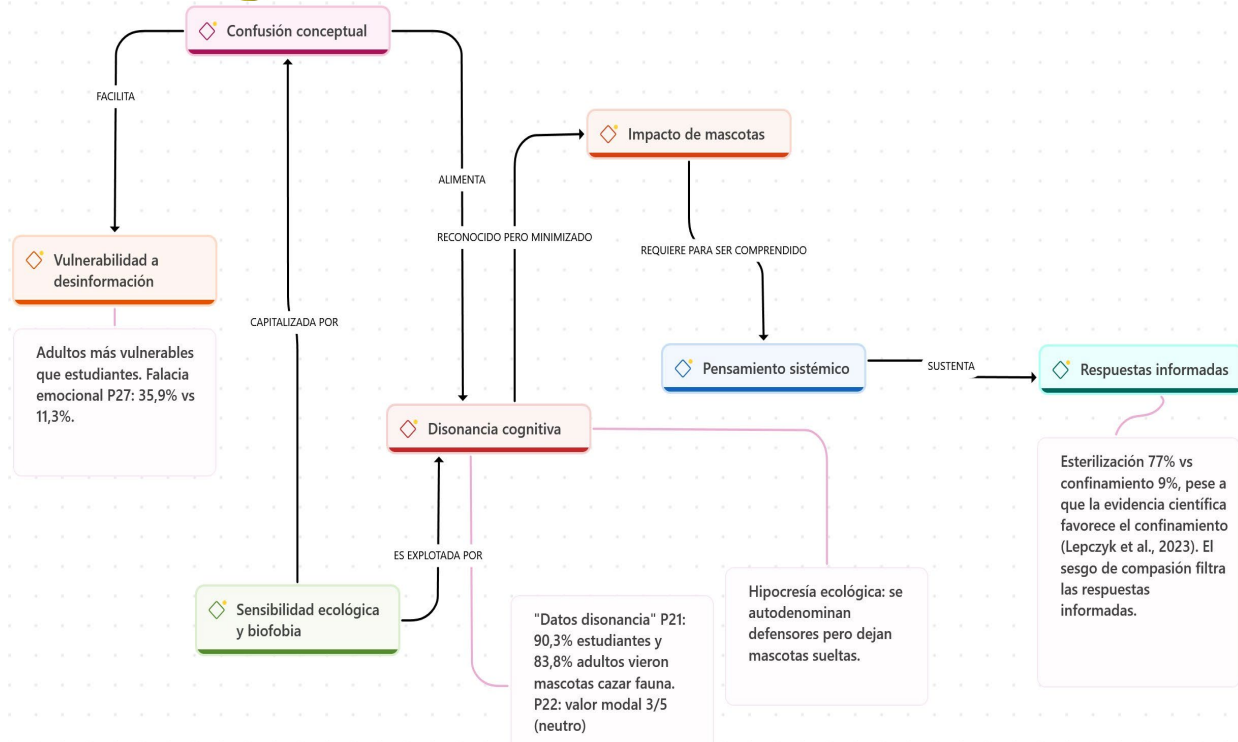 Confusión conceptual
FACILITA
Impacto de mascotas
ALIMENTA
RECONOCIDO PERO MINIMIZADO
REQUIERE PARA SER COMPRENDIDO
Vulnerabilidad a
desinformación
CAPITALIZADA POR
Adultos más vulnerables
que estudiantes. Falacia
emocional P27: 35,9% vs
11,3%.
Pensamiento sistémico
SUSTENTA
Respuestas informadas
Disonancia cognitiva
Esterilización 77% vs
confinamiento 9%, pese a
que la evidencia científica
favorece el confinamiento
(Lepczyk et al., 2023). El
sesgo de compasión filtra
las respuestas
informadas.
ES EXPLOTADA POR
Sensibilidad ecológica
y biofobia
"Datos disonancia" P21:
90,3% estudiantes y
83,8% adultos vieron
mascotas cazar fauna.
P22: valor modal 3/5
(neutro)
Hipocresía ecológica: se
autodenominan
defensores pero dejan
mascotas sueltas.